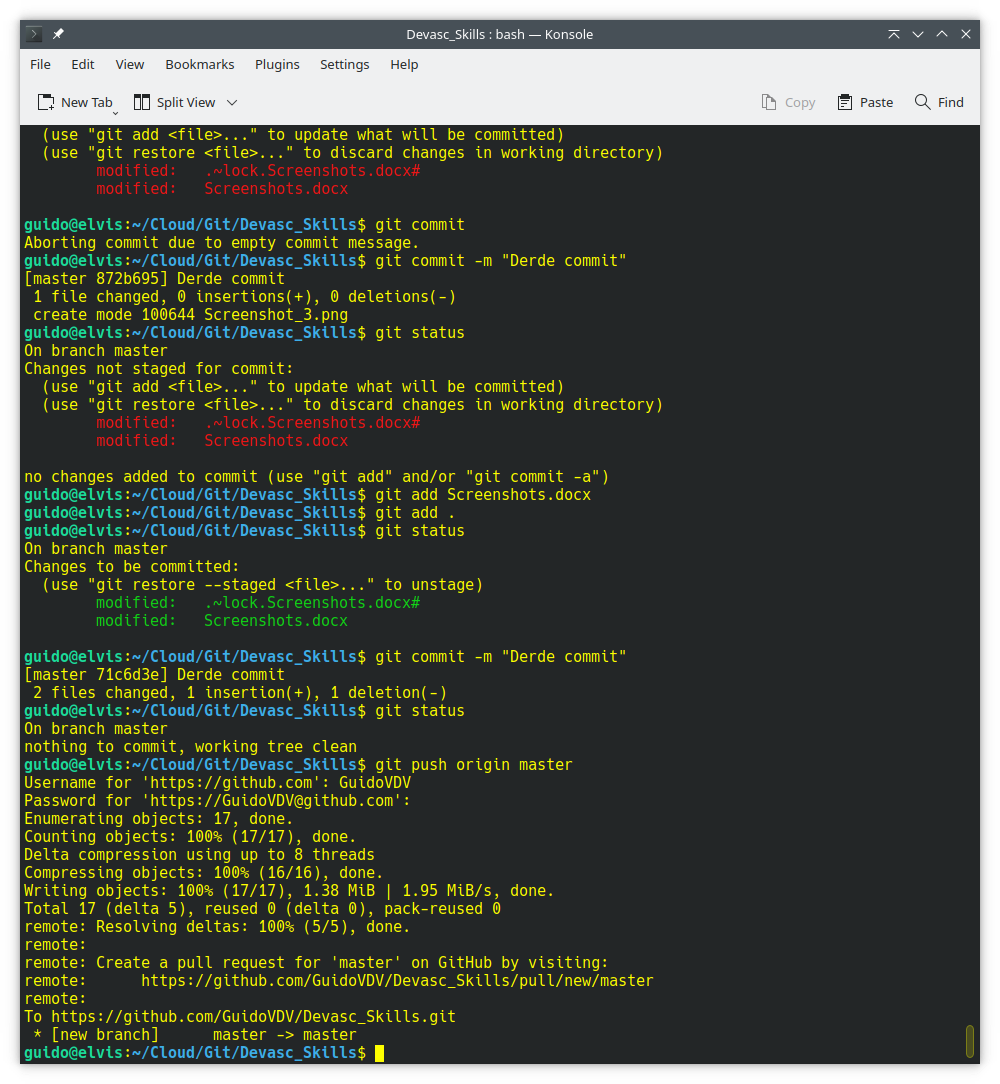 Devasc_Skills : bash — Konsole
File Edit View Bookmarks Plugins Settings Help
New Tab Split View Copy Paste Find
  (use "git add <file>..." to update what will be committed)
  (use "git restore <file>..." to discard changes in working directory)
        modified:   .~lock.Screenshots.docx#
        modified:   Screenshots.docx
guido@elvis:~/Cloud/Git/Devasc_Skills$ git commit
Aborting commit due to empty commit message.
guido@elvis:~/Cloud/Git/Devasc_Skills$ git commit -m "Derde commit"
[master 872b695] Derde commit
 1 file changed, 0 insertions(+), 0 deletions(-)
 create mode 100644 Screenshot_3.png
guido@elvis:~/Cloud/Git/Devasc_Skills$ git status
On branch master
Changes not staged for commit:
  (use "git add <file>..." to update what will be committed)
  (use "git restore <file>..." to discard changes in working directory)
        modified:   .~lock.Screenshots.docx#
        modified:   Screenshots.docx
no changes added to commit (use "git add" and/or "git commit -a")
guido@elvis:~/Cloud/Git/Devasc_Skills$ git add Screenshots.docx
guido@elvis:~/Cloud/Git/Devasc_Skills$ git add .
guido@elvis:~/Cloud/Git/Devasc_Skills$ git status
On branch master
Changes to be committed:
  (use "git restore --staged <file>..." to unstage)
        modified:   .~lock.Screenshots.docx#
        modified:   Screenshots.docx
guido@elvis:~/Cloud/Git/Devasc_Skills$ git commit -m "Derde commit"
[master 71c6d3e] Derde commit
 2 files changed, 1 insertion(+), 1 deletion(-)
guido@elvis:~/Cloud/Git/Devasc_Skills$ git status
On branch master
nothing to commit, working tree clean
guido@elvis:~/Cloud/Git/Devasc_Skills$ git push origin master
Username for 'https://github.com': GuidoVDV
Password for 'https://GuidoVDV@github.com':
Enumerating objects: 17, done.
Counting objects: 100% (17/17), done.
Delta compression using up to 8 threads
Compressing objects: 100% (16/16), done.
Writing objects: 100% (17/17), 1.38 MiB | 1.95 MiB/s, done.
Total 17 (delta 5), reused 0 (delta 0), pack-reused 0
remote: Resolving deltas: 100% (5/5), done.
remote:
remote: Create a pull request for 'master' on GitHub by visiting:
remote:      https://github.com/GuidoVDV/Devasc_Skills/pull/new/master
remote:
To https://github.com/GuidoVDV/Devasc_Skills.git
 * [new branch]      master -> master
guido@elvis:~/Cloud/Git/Devasc_Skills$